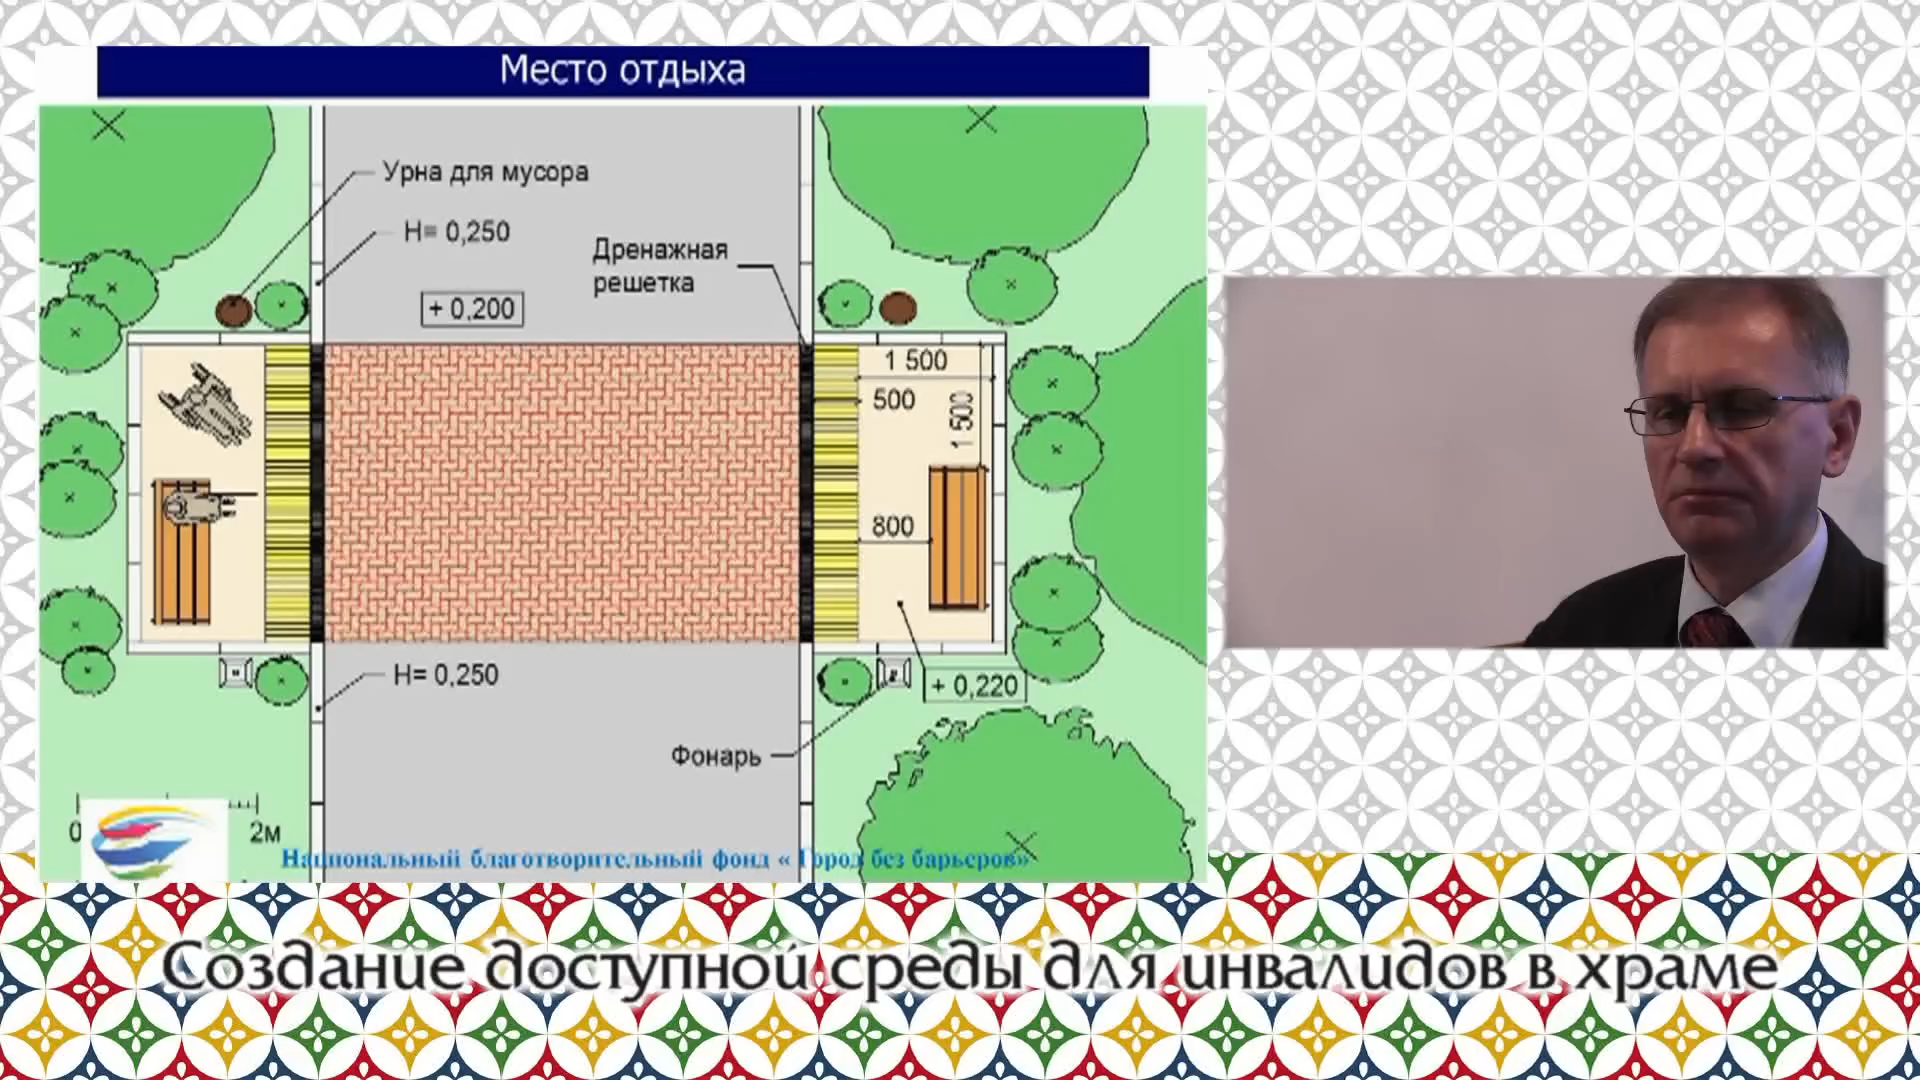 Место отдыха
Урна для мусора
H= 0,250
Дренажная
решетка
+ 0,200
1 500
500
1 500
800
H= 0,250
+ 0,220
Фонарь
0
2м
Национальный благотворительный фонд « Город без барьеров»
Создание доступной среды для инвалидов в храме